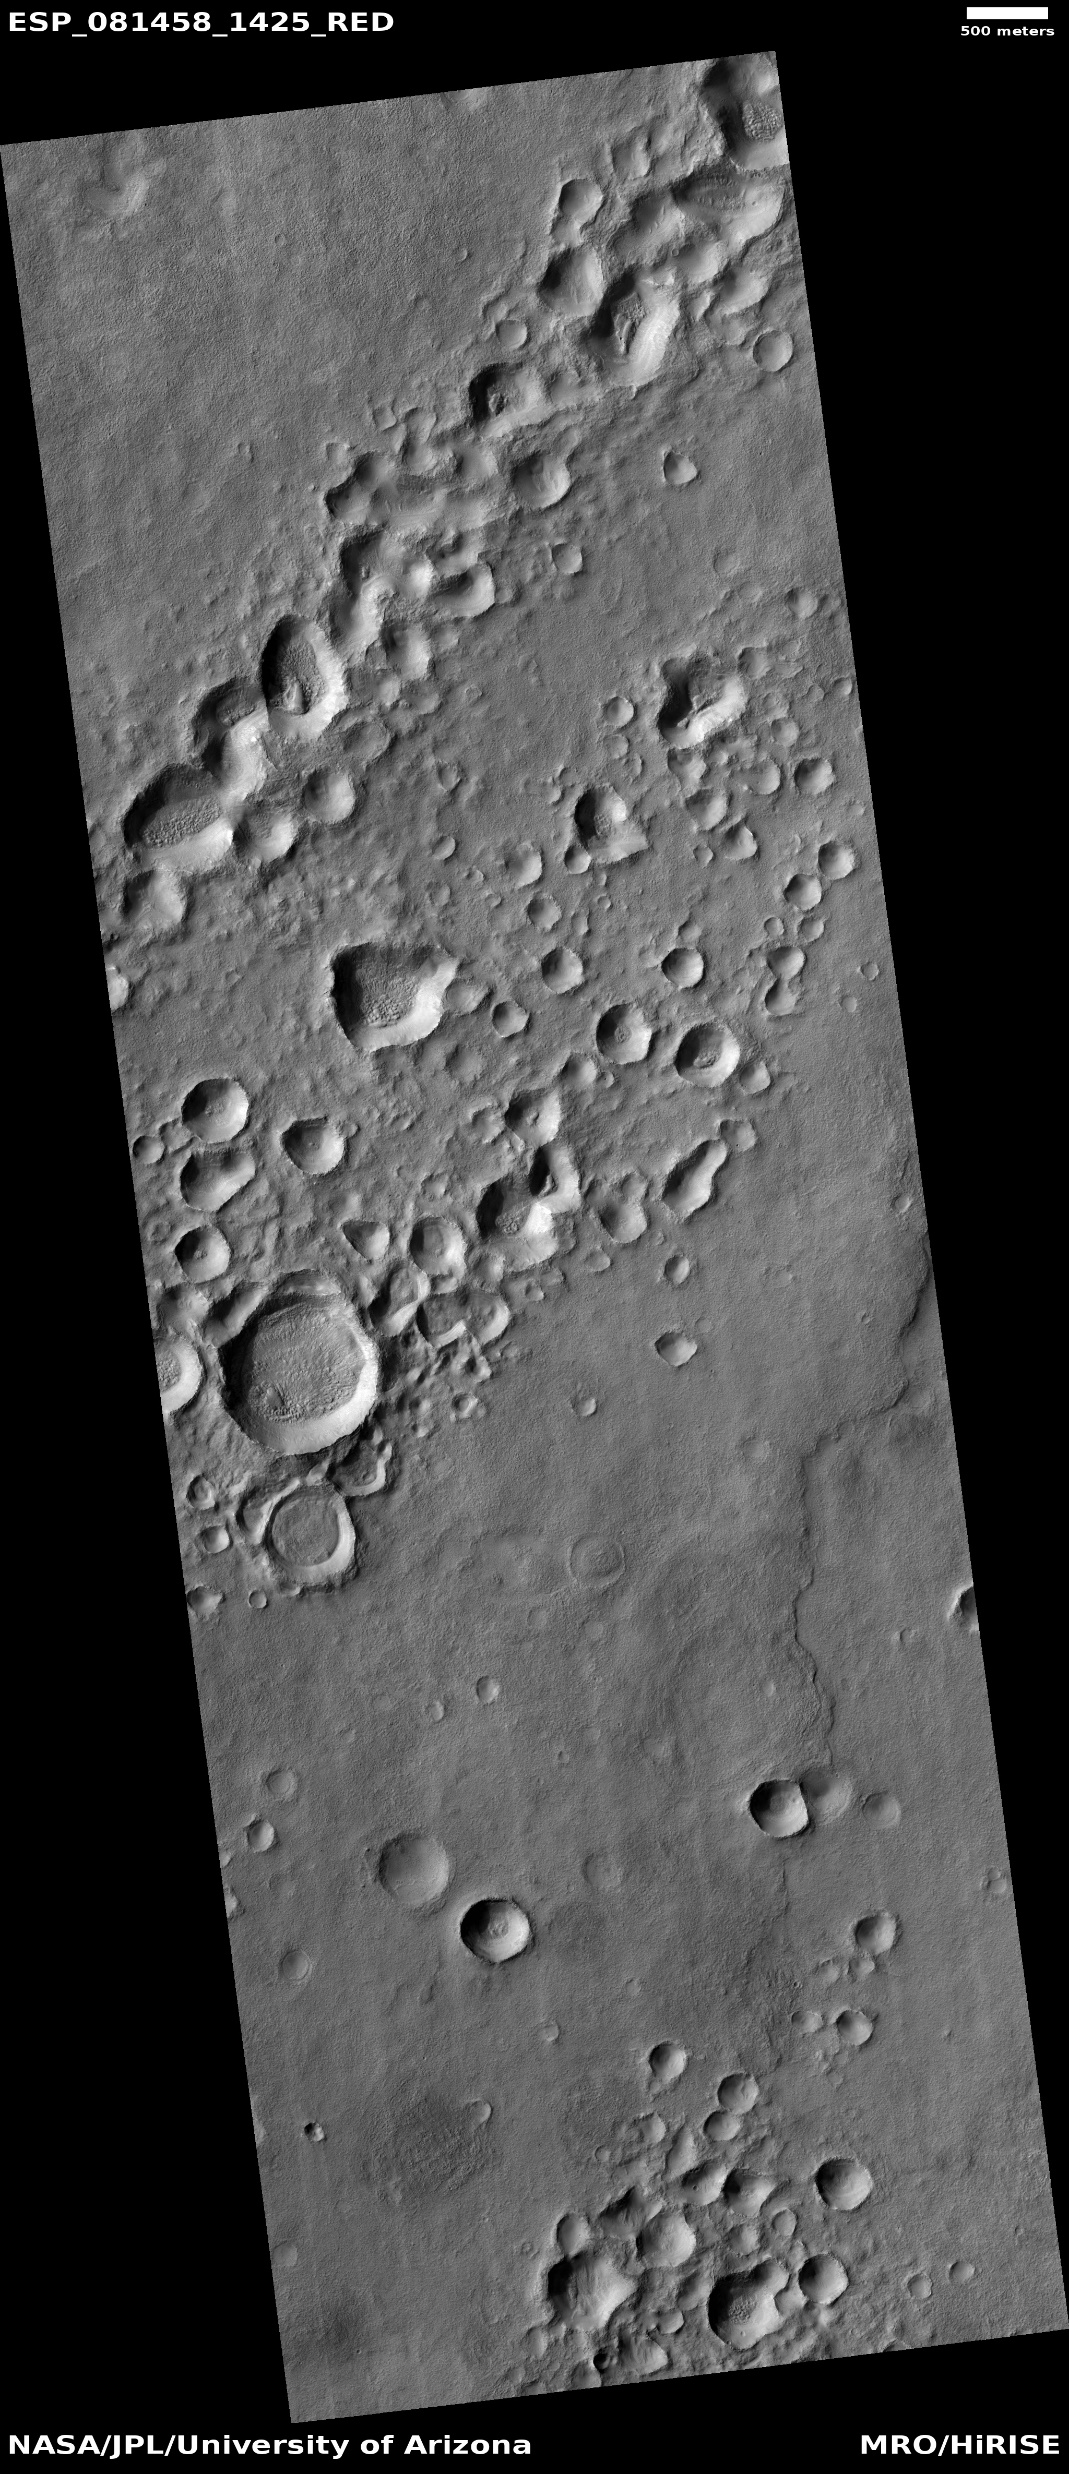 ESP_081458_1425_RED
500 meters
NASA/JPL/University of Arizona
MRO/HiRISE